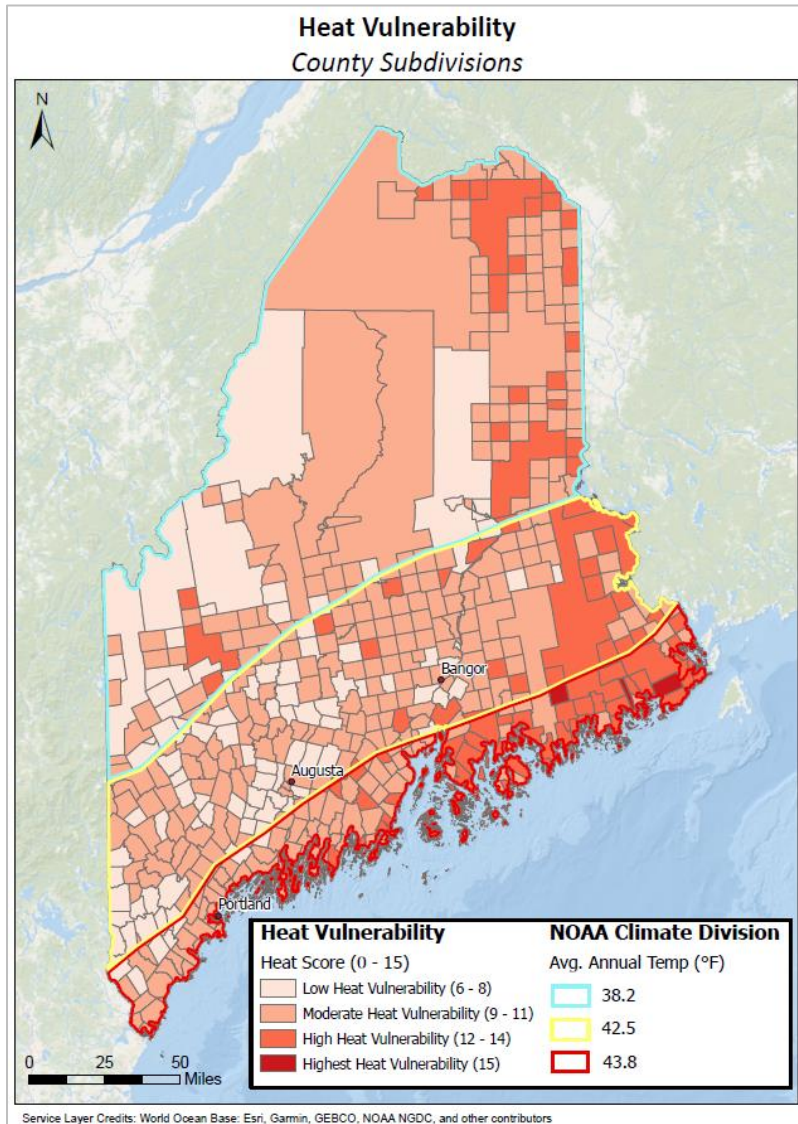 Heat Vulnerability
County Subdivisions
N
Bangor
Augusta
Portland
Heat Vulnerability
Heat Score (0 - 15)
Low Heat Vulnerability (6 - 8)
Moderate Heat Vulnerability (9 - 11)
High Heat Vulnerability (12 - 14)
Highest Heat Vulnerability (15)
NOAA Climate Division
Avg. Annual Temp (°F)
38.2
42.5
43.8
0 25 50
Miles
Service Layer Credits: World Ocean Base: Esri, Garmin, GEBCO, NOAA NGDC, and other contributors